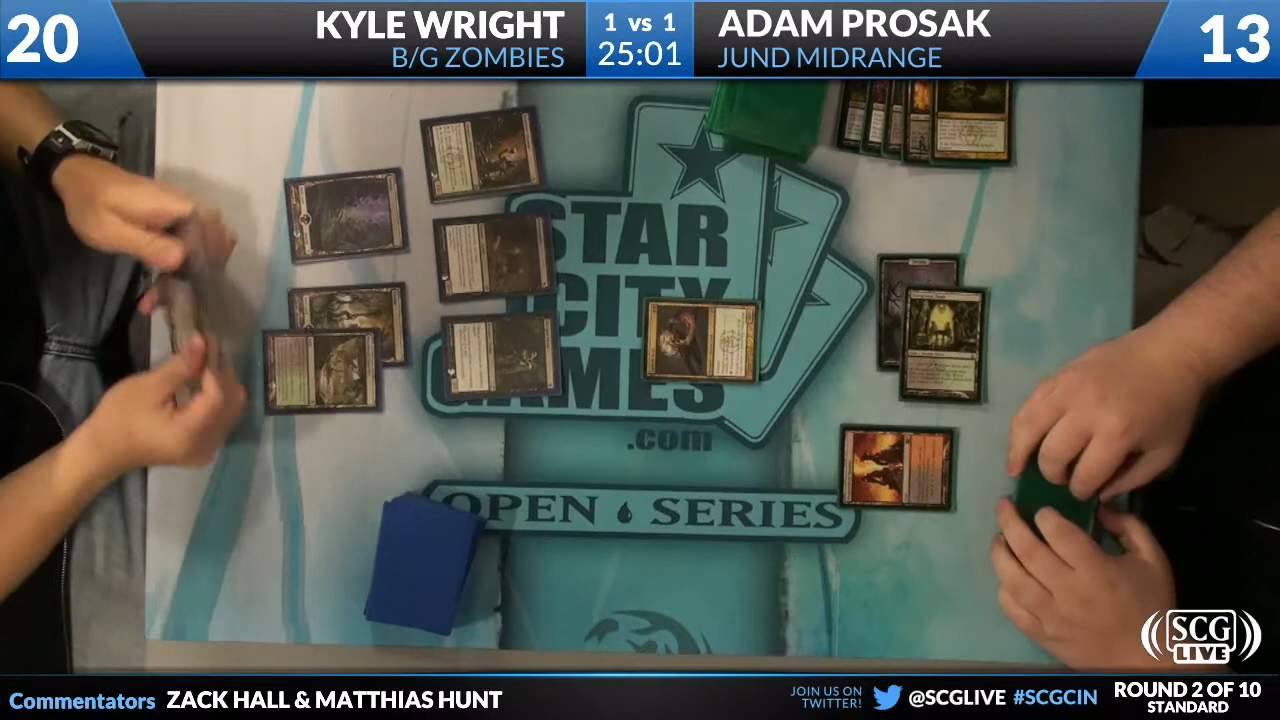 20
KYLE WRIGHT
B/G ZOMBIES
1 vs 1
25:01
ADAM PROSAK
JUND MIDRANGE
13
STAR
CITY
GAMES
.com
OPEN SERIES
SCG
LIVE
Commentators ZACK HALL & MATTHIAS HUNT
JOIN US ON
TWITTER!
@SCGLIVE #SCGCIN
ROUND 2 OF 10
STANDARD